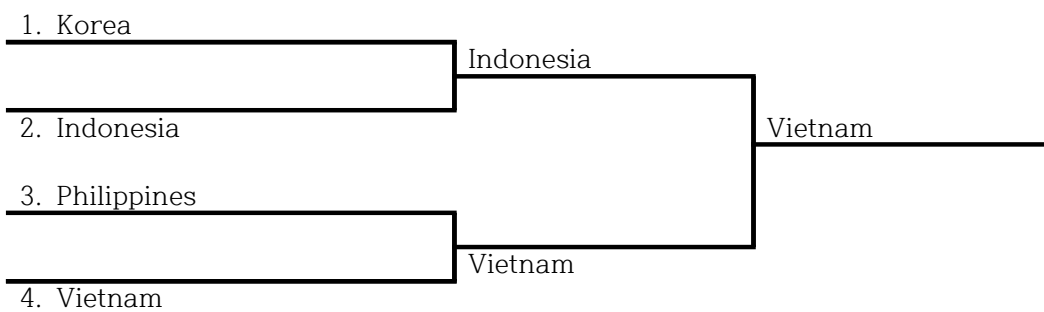 1. Korea
Indonesia
2. Indonesia
Vietnam
3. Philippines
Vietnam
4. Vietnam